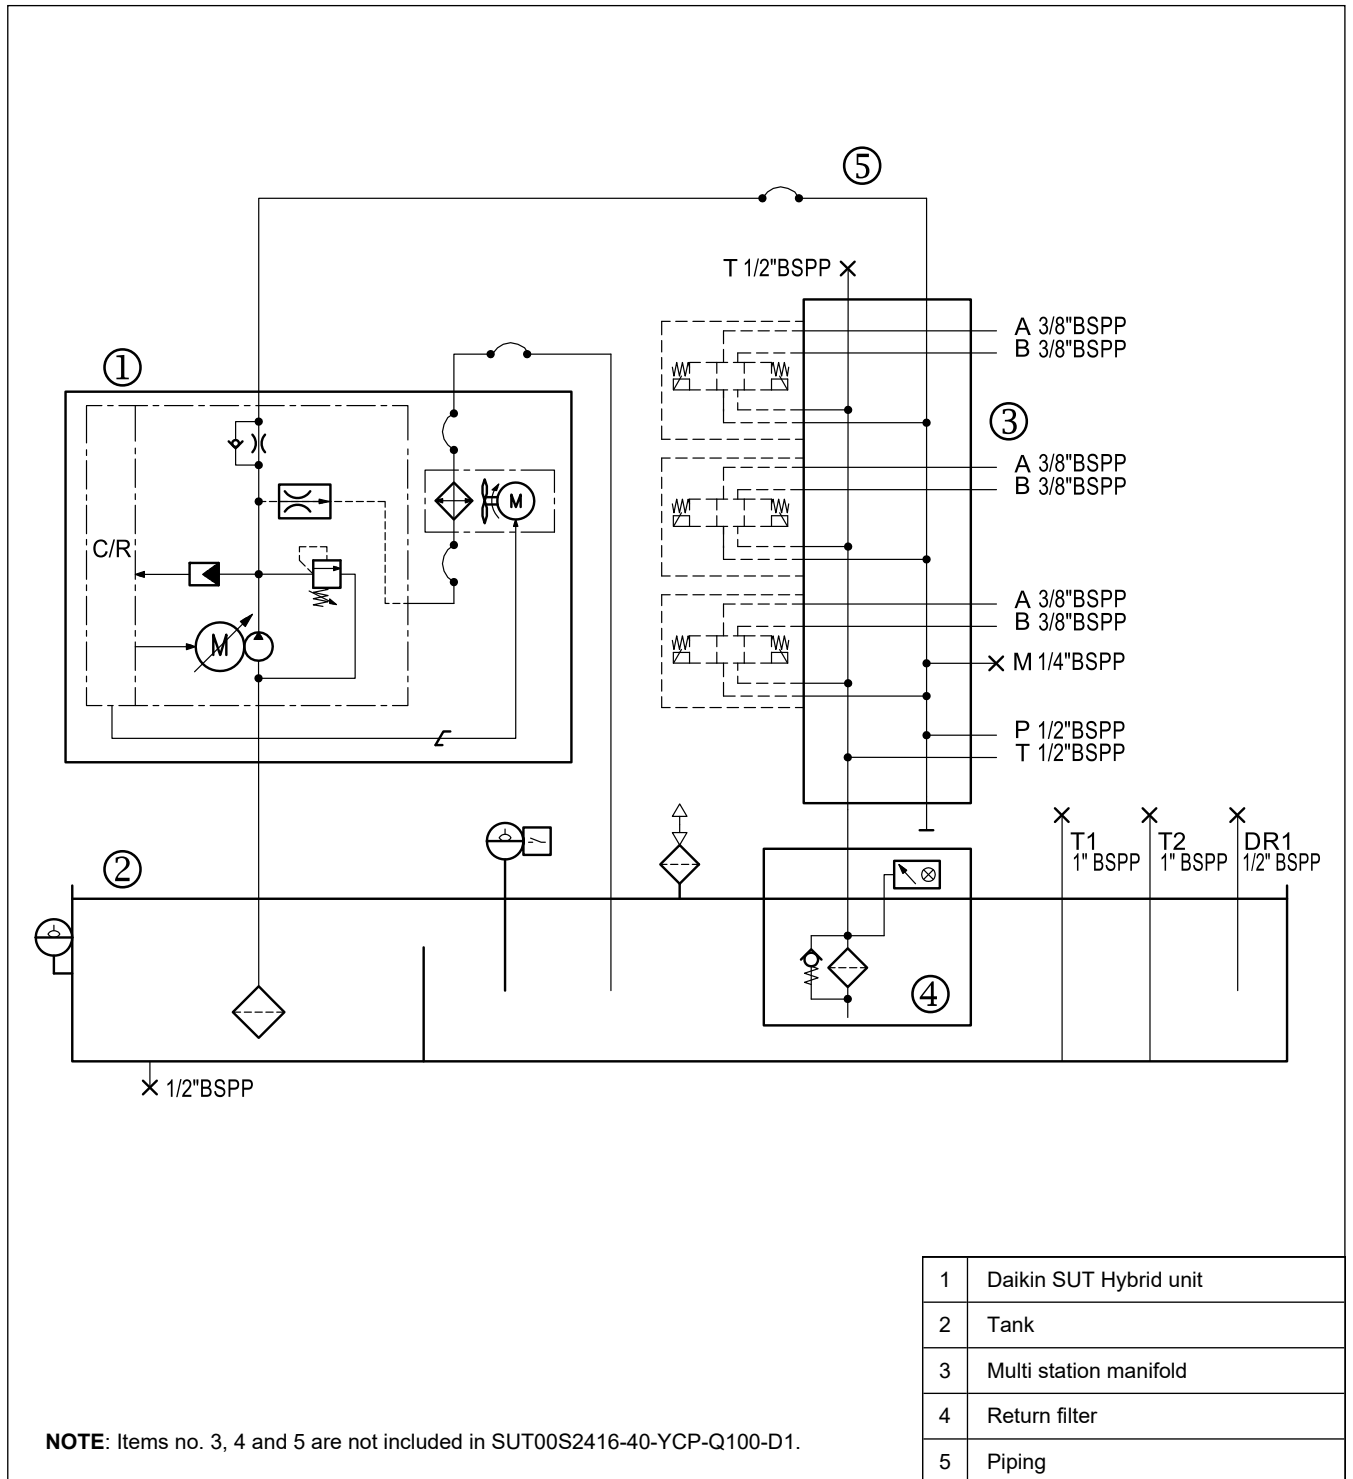 ⑤
T 1/2"BSPP
A 3/8"BSPP
B 3/8"BSPP
①
③
C/R
M
M
A 3/8"BSPP
B 3/8"BSPP
A 3/8"BSPP
B 3/8"BSPP
M 1/4"BSPP
P 1/2"BSPP
T 1/2"BSPP
②
T1
1" BSPP
T2
1" BSPP
DR1
1/2" BSPP
④
1/2"BSPP
1 Daikin SUT Hybrid unit
2 Tank
3 Multi station manifold
4 Return filter
5 Piping
NOTE: Items no. 3, 4 and 5 are not included in SUT00S2416-40-YCP-Q100-D1.